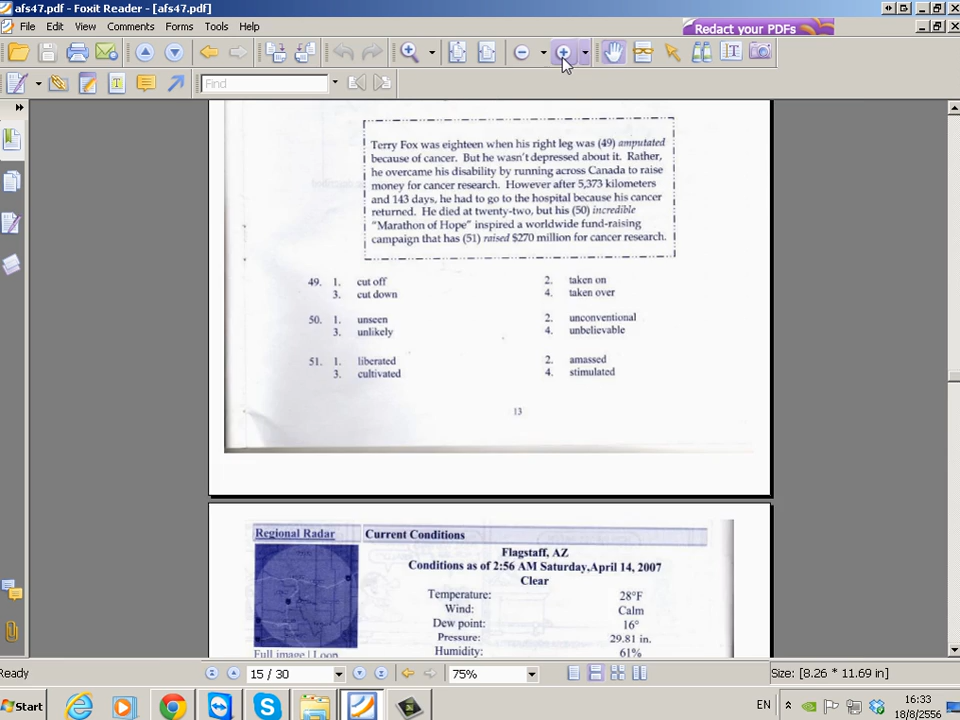 afs47.pdf - Foxit Reader - [afs47.pdf]
File Edit View Comments Forms Tools Help
Redact your PDFs
Find
Terry Fox was eighteen when his right leg was (49) amputated
because of cancer. But he wasn't depressed about it. Rather,
he overcame his disability by running across Canada to raise
money for cancer research. However after 5,373 kilometers
and 143 days, he had to go to the hospital because his cancer
returned. He died at twenty-two, but his (50) incredible
"Marathon of Hope" inspired a worldwide fund-raising
campaign that has (51) raised $270 million for cancer research.
49. 1. cut off 2. taken on
3. cut down 4. taken over
50. 1. unseen 2. unconventional
3. unlikely 4. unbelievable
51. 1. liberated 2. amassed
3. cultivated 4. stimulated
13
Regional Radar Current Conditions
Flagstaff, AZ
Conditions as of 2:56 AM Saturday,April 14, 2007
Clear
Temperature: 28°F
Wind: Calm
Dew point: 16°
Pressure: 29.81 in.
Humidity: 61%
Full image | Loop
Ready 15 / 30 75% Size: [8.26 * 11.69 in]
Start EN 16:33
18/8/2556